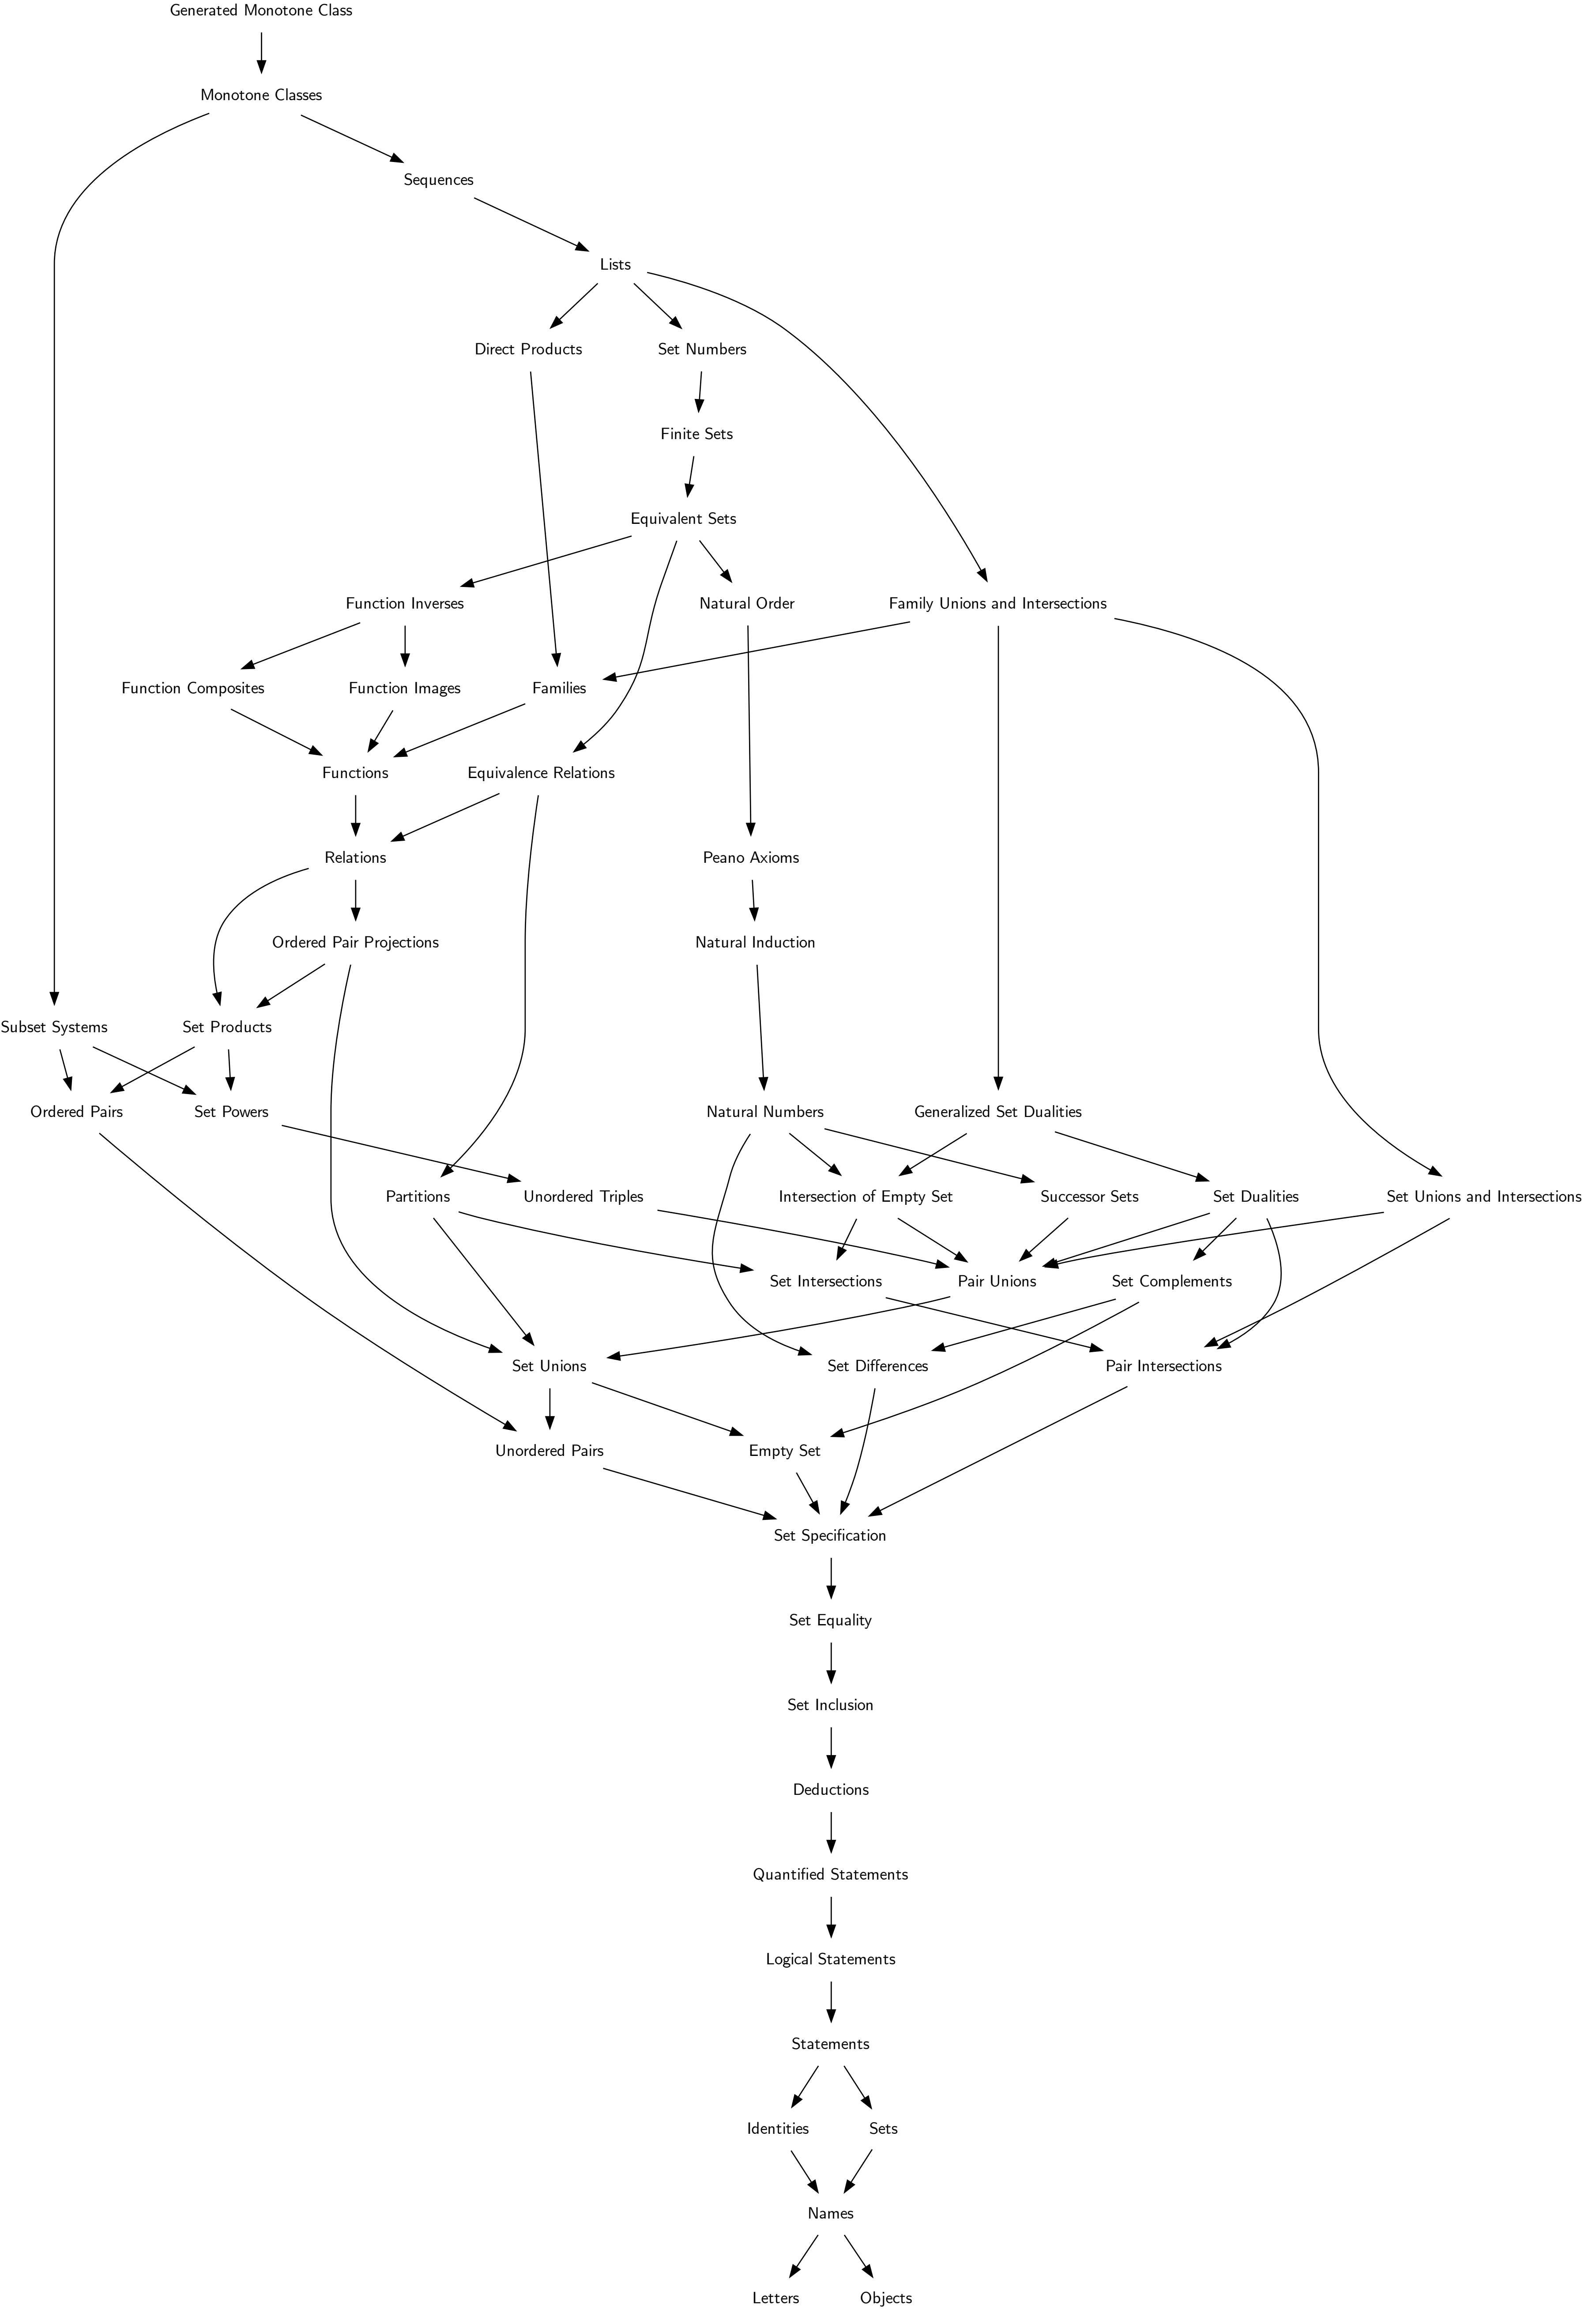 Generated Monotone Class
Monotone Classes
Sequences
Lists
Direct Products
Set Numbers
Finite Sets
Equivalent Sets
Function Inverses
Natural Order
Family Unions and Intersections
Function Composites
Function Images
Families
Functions
Equivalence Relations
Relations
Peano Axioms
Ordered Pair Projections
Natural Induction
Subset Systems
Set Products
Ordered Pairs
Set Powers
Natural Numbers
Generalized Set Dualities
Partitions
Unordered Triples
Intersection of Empty Set
Successor Sets
Set Dualities
Set Unions and Intersections
Set Intersections
Pair Unions
Set Complements
Set Unions
Set Differences
Pair Intersections
Unordered Pairs
Empty Set
Set Specification
Set Equality
Set Inclusion
Deductions
Quantified Statements
Logical Statements
Statements
Identities
Sets
Names
Letters
Objects